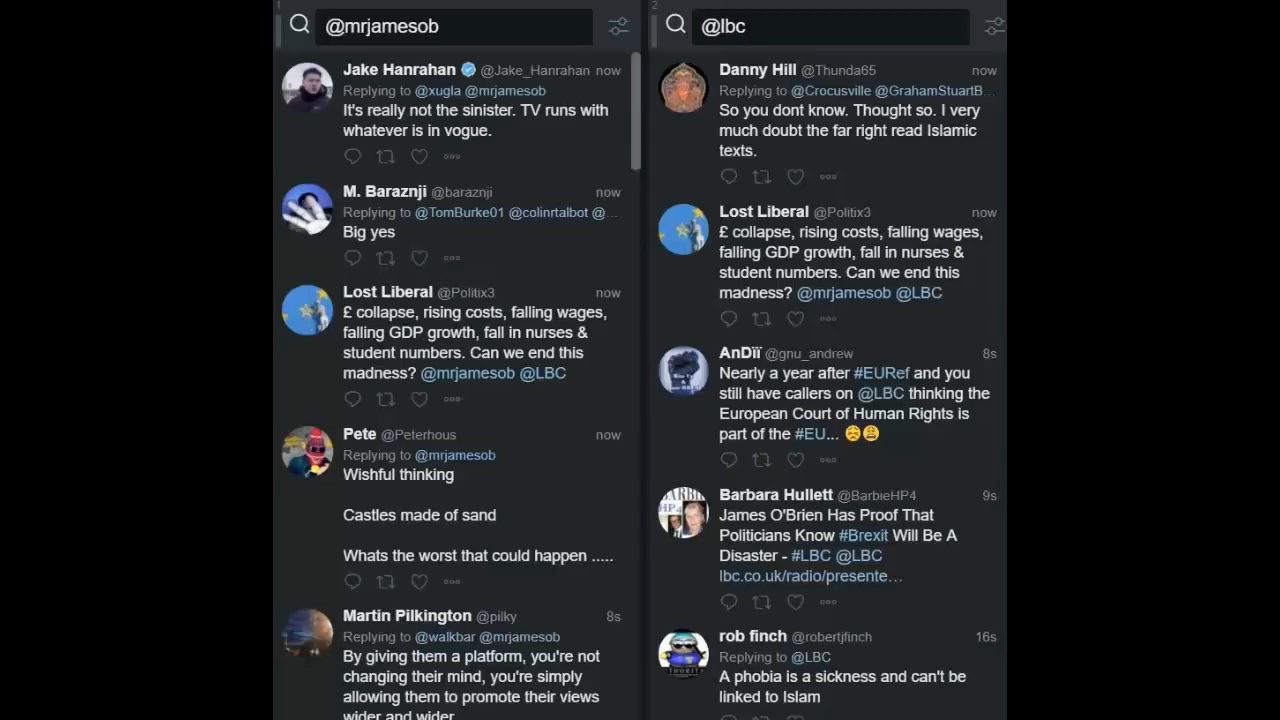 1
@mrjamesob
Jake Hanrahan @Jake_Hanrahan now
Replying to @xugla @mrjamesob
It's really not the sinister. TV runs with
whatever is in vogue.
M. Baraznji @baraznji now
Replying to @TomBurke01 @colinrtalbot @…
Big yes
Lost Liberal @Politix3 now
£ collapse, rising costs, falling wages,
falling GDP growth, fall in nurses &
student numbers. Can we end this
madness? @mrjamesob @LBC
Pete @Peterhous now
Replying to @mrjamesob
Wishful thinking
Castles made of sand
Whats the worst that could happen .....
Martin Pilkington @pilky 8s
Replying to @walkbar @mrjamesob
By giving them a platform, you're not
changing their mind, you're simply
allowing them to promote their views
wider and wider
2
@lbc
Danny Hill @Thunda65 now
Replying to @Crocusville @GrahamStuartB…
So you dont know. Thought so. I very
much doubt the far right read Islamic
texts.
Lost Liberal @Politix3 now
£ collapse, rising costs, falling wages,
falling GDP growth, fall in nurses &
student numbers. Can we end this
madness? @mrjamesob @LBC
AnDïï @gnu_andrew 8s
Nearly a year after #EURef and you
still have callers on @LBC thinking the
European Court of Human Rights is
part of the #EU... 😣😩
Barbara Hullett @BarbieHP4 9s
James O'Brien Has Proof That
Politicians Know #Brexit Will Be A
Disaster - #LBC @LBC
lbc.co.uk/radio/presente…
rob finch @robertjfinch 16s
Replying to @LBC
A phobia is a sickness and can't be
linked to Islam